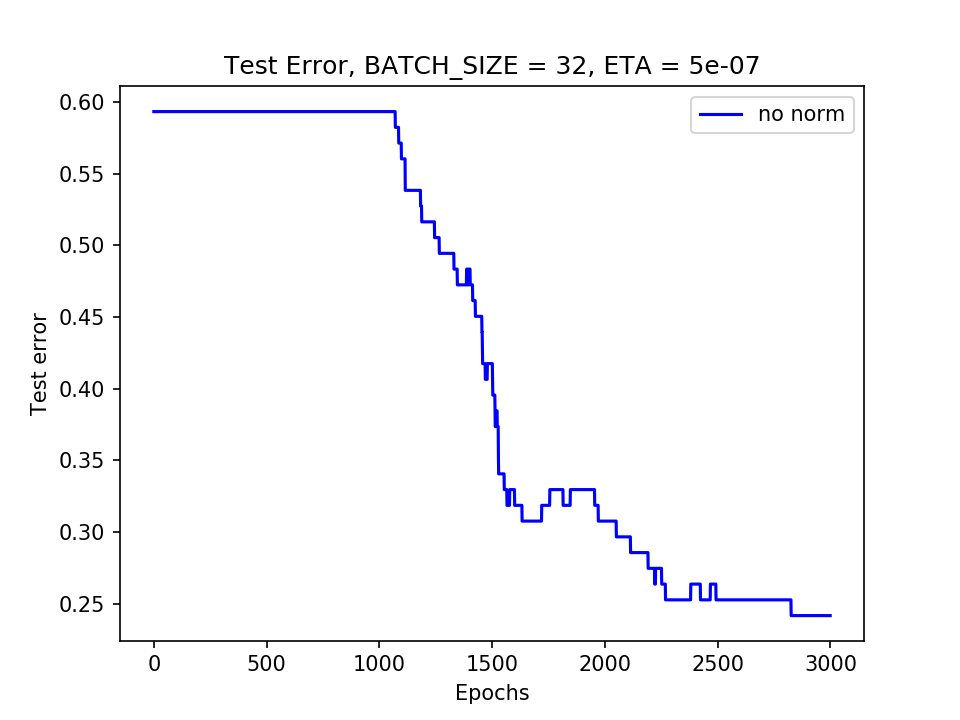 Test Error, BATCH_SIZE = 32, ETA = 5e-07
no norm
0.60
0.55
0.50
0.45
0.40
0.35
0.30
0.25
Test error
0 500 1000 1500 2000 2500 3000
Epochs